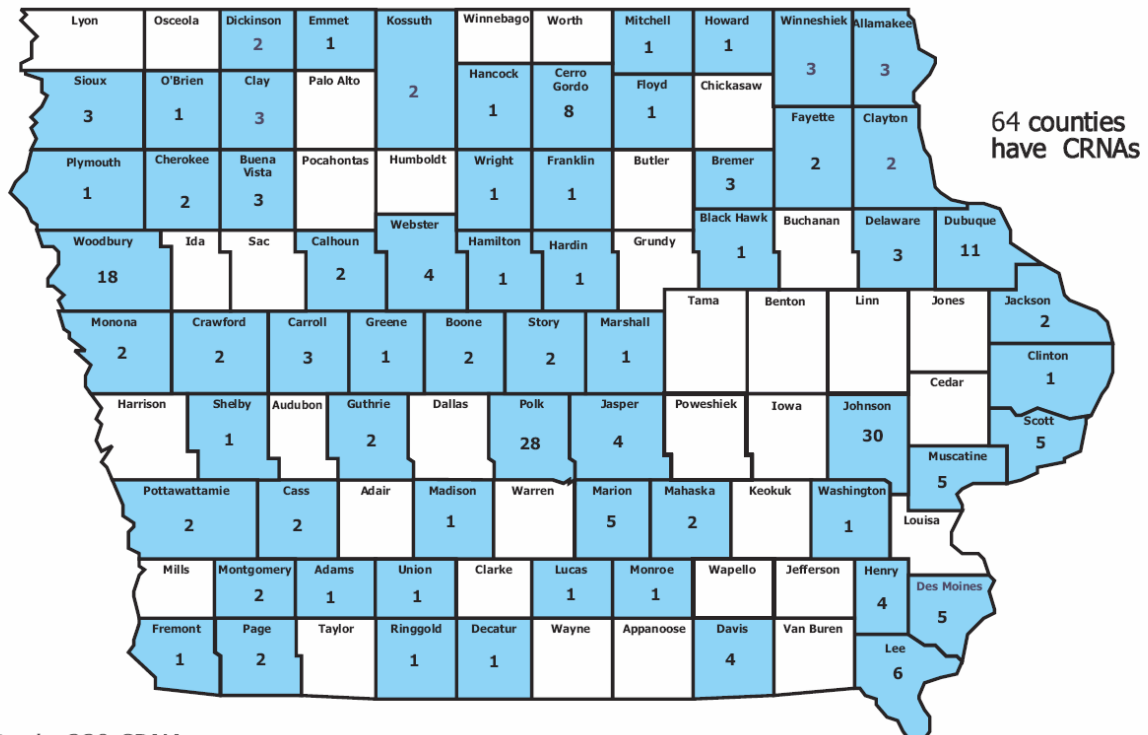 Lyon
Osceola
Dickinson
2
Emmet
1
Kossuth
2
Winnebago
Worth
Mitchell
1
Howard
1
Winneshiek
3
Allamakee
3
Sioux
3
O'Brien
1
Clay
3
Palo Alto
Hancock
1
Cerro
Gordo
8
Floyd
1
Chickasaw
Fayette
2
Clayton
2
64 counties
have CRNAs
Plymouth
1
Cherokee
2
Buena
Vista
3
Pocahontas
Humboldt
Wright
1
Franklin
1
Butler
Bremer
3
Woodbury
18
Ida
Sac
Calhoun
2
Webster
4
Hamilton
1
Hardin
1
Grundy
Black Hawk
1
Buchanan
Delaware
3
Dubuque
11
Monona
2
Crawford
2
Carroll
3
Greene
1
Boone
2
Story
2
Marshall
1
Tama
Benton
Linn
Jones
Jackson
2
Clinton
1
Cedar
Harrison
Shelby
1
Audubon
Guthrie
2
Dallas
Polk
28
Jasper
4
Poweshiek
Iowa
Johnson
30
Scott
5
Muscatine
5
Pottawattamie
2
Cass
2
Adair
Madison
1
Warren
Marion
5
Mahaska
2
Keokuk
Washington
1
Louisa
Mills
Montgomery
2
Adams
1
Union
1
Clarke
Lucas
1
Monroe
1
Wapello
Jefferson
Henry
4
Des Moines
5
Fremont
1
Page
2
Taylor
Ringgold
1
Decatur
1
Wayne
Appanoose
Davis
4
Van Buren
Lee
6